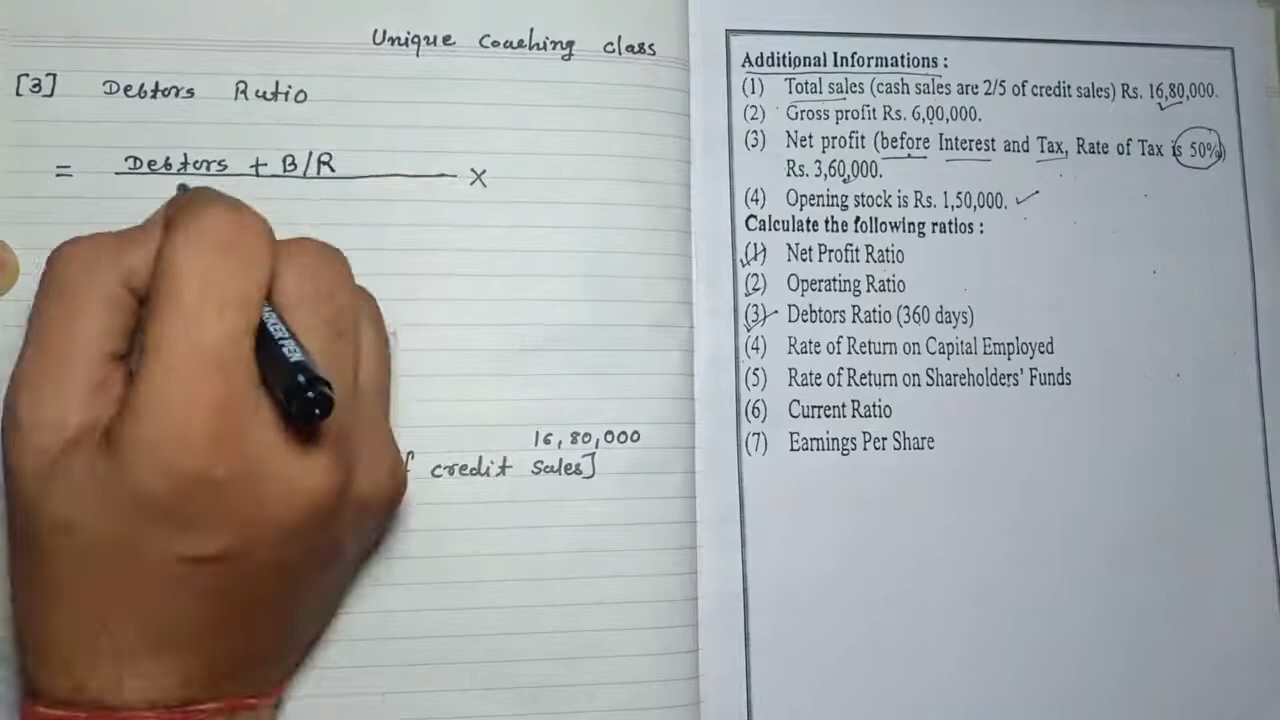 Unique Coaching class
[3] Debtors Ratio
= Debtors + B/R ×
16,80,000
credit sales]
Additional Informations :
(1) Total sales (cash sales are 2/5 of credit sales) Rs. 16,80,000.
(2) Gross profit Rs. 6,00,000.
(3) Net profit (before Interest and Tax, Rate of Tax is 50%)
Rs. 3,60,000.
(4) Opening stock is Rs. 1,50,000.
Calculate the following ratios :
(1) Net Profit Ratio
(2) Operating Ratio
(3) Debtors Ratio (360 days)
(4) Rate of Return on Capital Employed
(5) Rate of Return on Shareholders' Funds
(6) Current Ratio
(7) Earnings Per Share
MARKER PEN